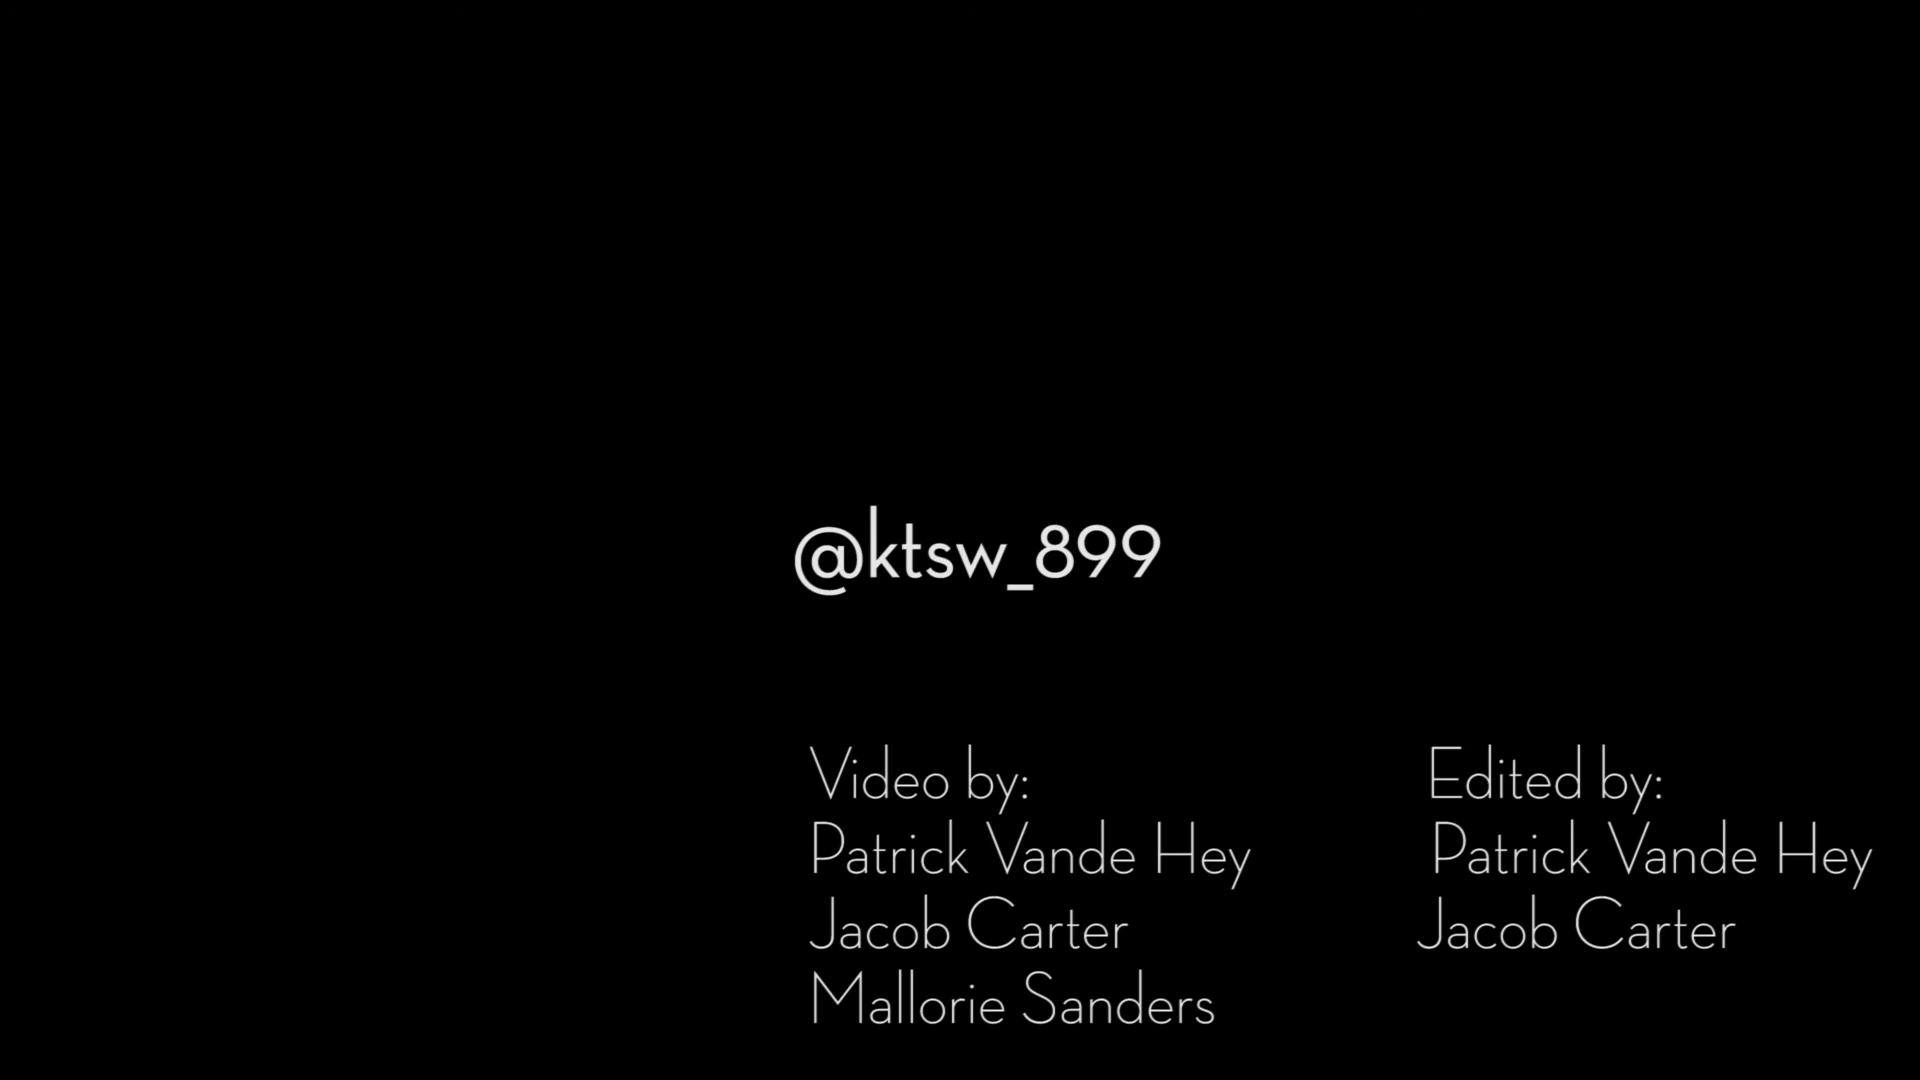 @ktsw_899
Video by:
Patrick Vande Hey
Jacob Carter
Mallorie Sanders
Edited by:
Patrick Vande Hey
Jacob Carter